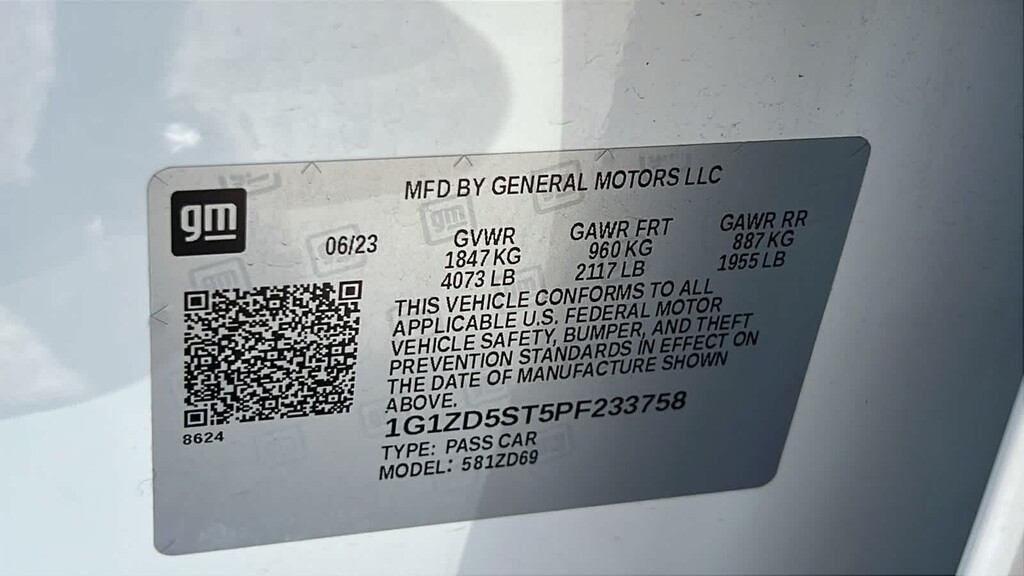 gm
MFD BY GENERAL MOTORS LLC
06/23
GVWR
1847 KG
4073 LB
GAWR FRT
960 KG
2117 LB
GAWR RR
887 KG
1955 LB
THIS VEHICLE CONFORMS TO ALL
APPLICABLE U.S. FEDERAL MOTOR
VEHICLE SAFETY, BUMPER, AND THEFT
PREVENTION STANDARDS IN EFFECT ON
THE DATE OF MANUFACTURE SHOWN
ABOVE.
1G1ZD5ST5PF233758
TYPE: PASS CAR
MODEL: 581ZD69
8624